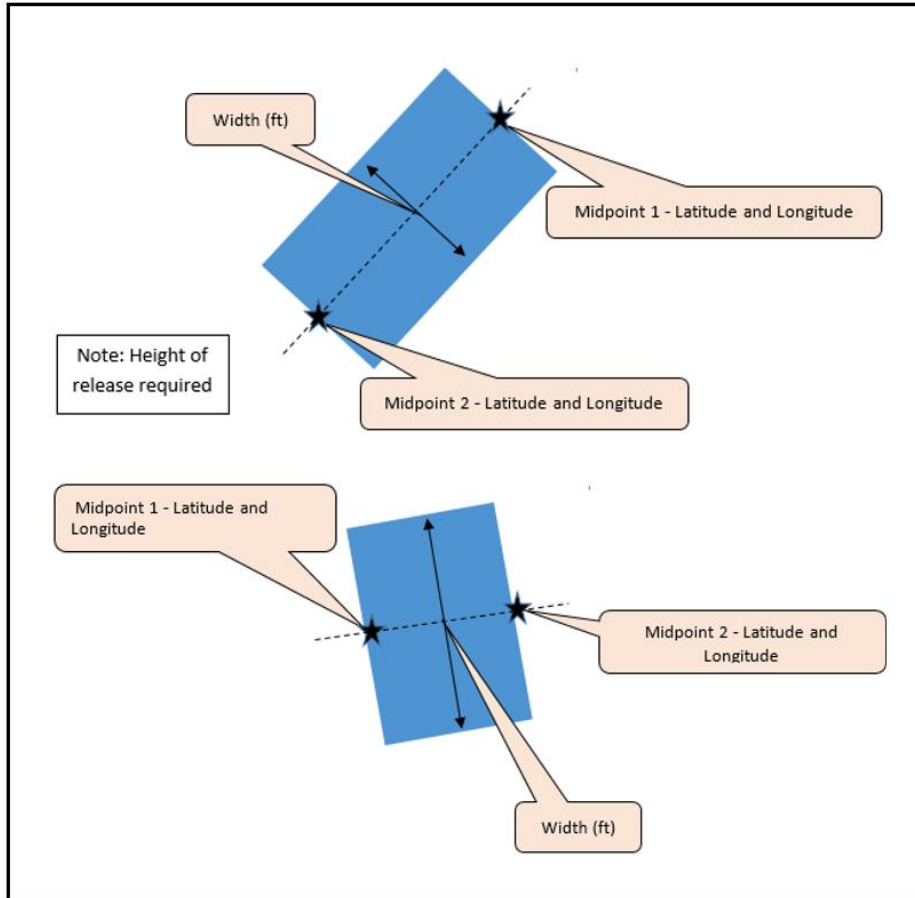 Width (ft)
Midpoint 1 - Latitude and Longitude
Note: Height of
release required
Midpoint 2 - Latitude and Longitude
Midpoint 1 - Latitude and
Longitude
Midpoint 2 - Latitude and
Longitude
Width (ft)